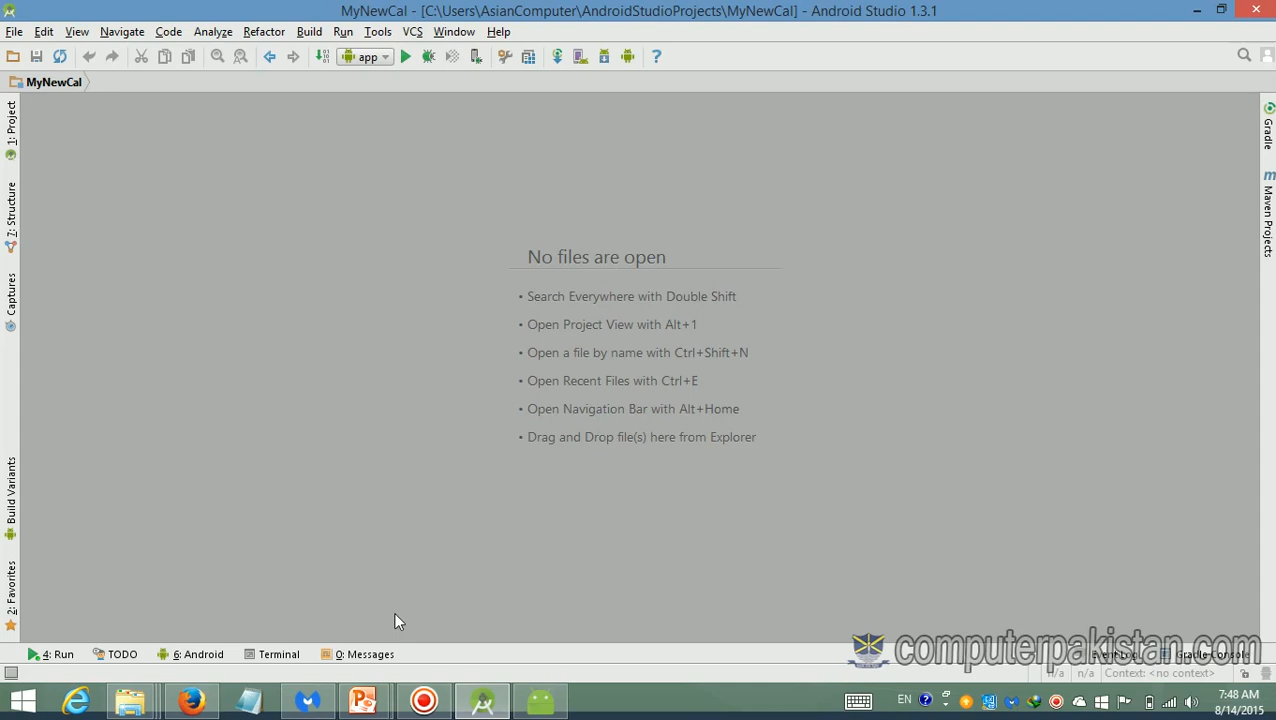 MyNewCal - [C:\Users\AsianComputer\AndroidStudioProjects\MyNewCal] - Android Studio 1.3.1
File Edit View Navigate Code Analyze Refactor Build Run Tools VCS Window Help
app
MyNewCal
1: Project
7: Structure
Captures
Build Variants
2: Favorites
Gradle
Maven Projects
No files are open
• Search Everywhere with Double Shift
• Open Project View with Alt+1
• Open a file by name with Ctrl+Shift+N
• Open Recent Files with Ctrl+E
• Open Navigation Bar with Alt+Home
• Drag and Drop file(s) here from Explorer
4: Run TODO 6: Android Terminal 0: Messages Event Log Gradle Console
computerpakistan.com
n/a n/a Context: <no context>
EN 7:48 AM
8/14/2015